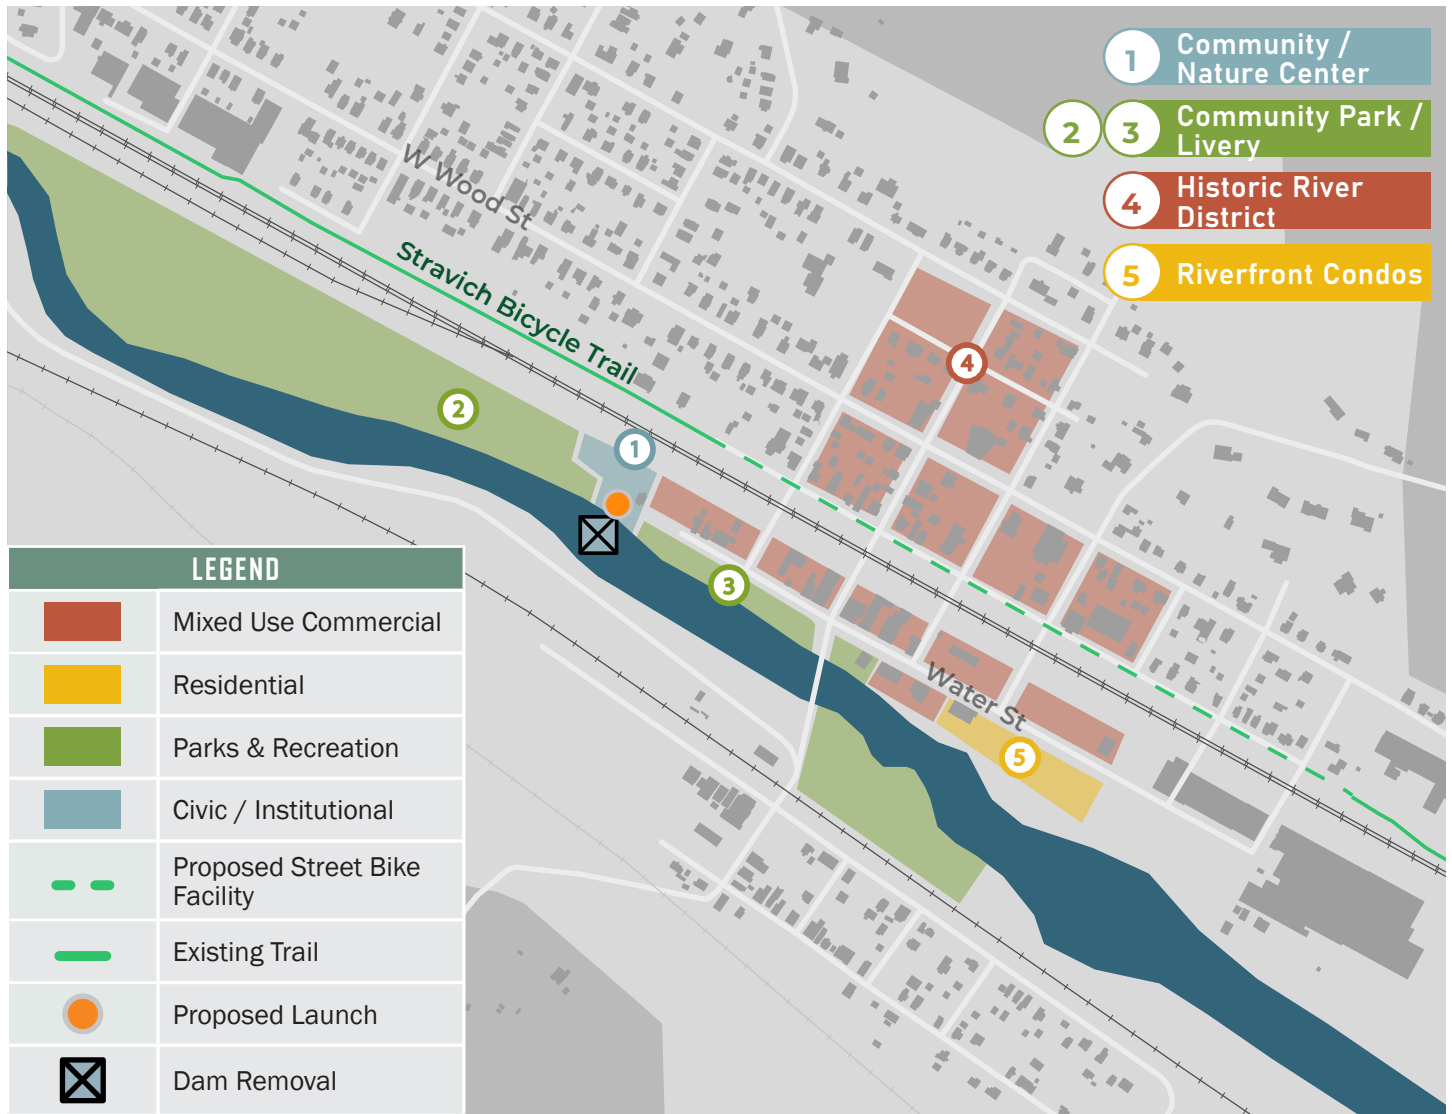 1 Community /
Nature Center
2 3 Community Park /
Livery
4 Historic River
District
5 Riverfront Condos
W Wood St
Stravich Bicycle Trail
4
2
1
3
Water St
5
LEGEND
Mixed Use Commercial
Residential
Parks & Recreation
Civic / Institutional
Proposed Street Bike
Facility
Existing Trail
Proposed Launch
Dam Removal